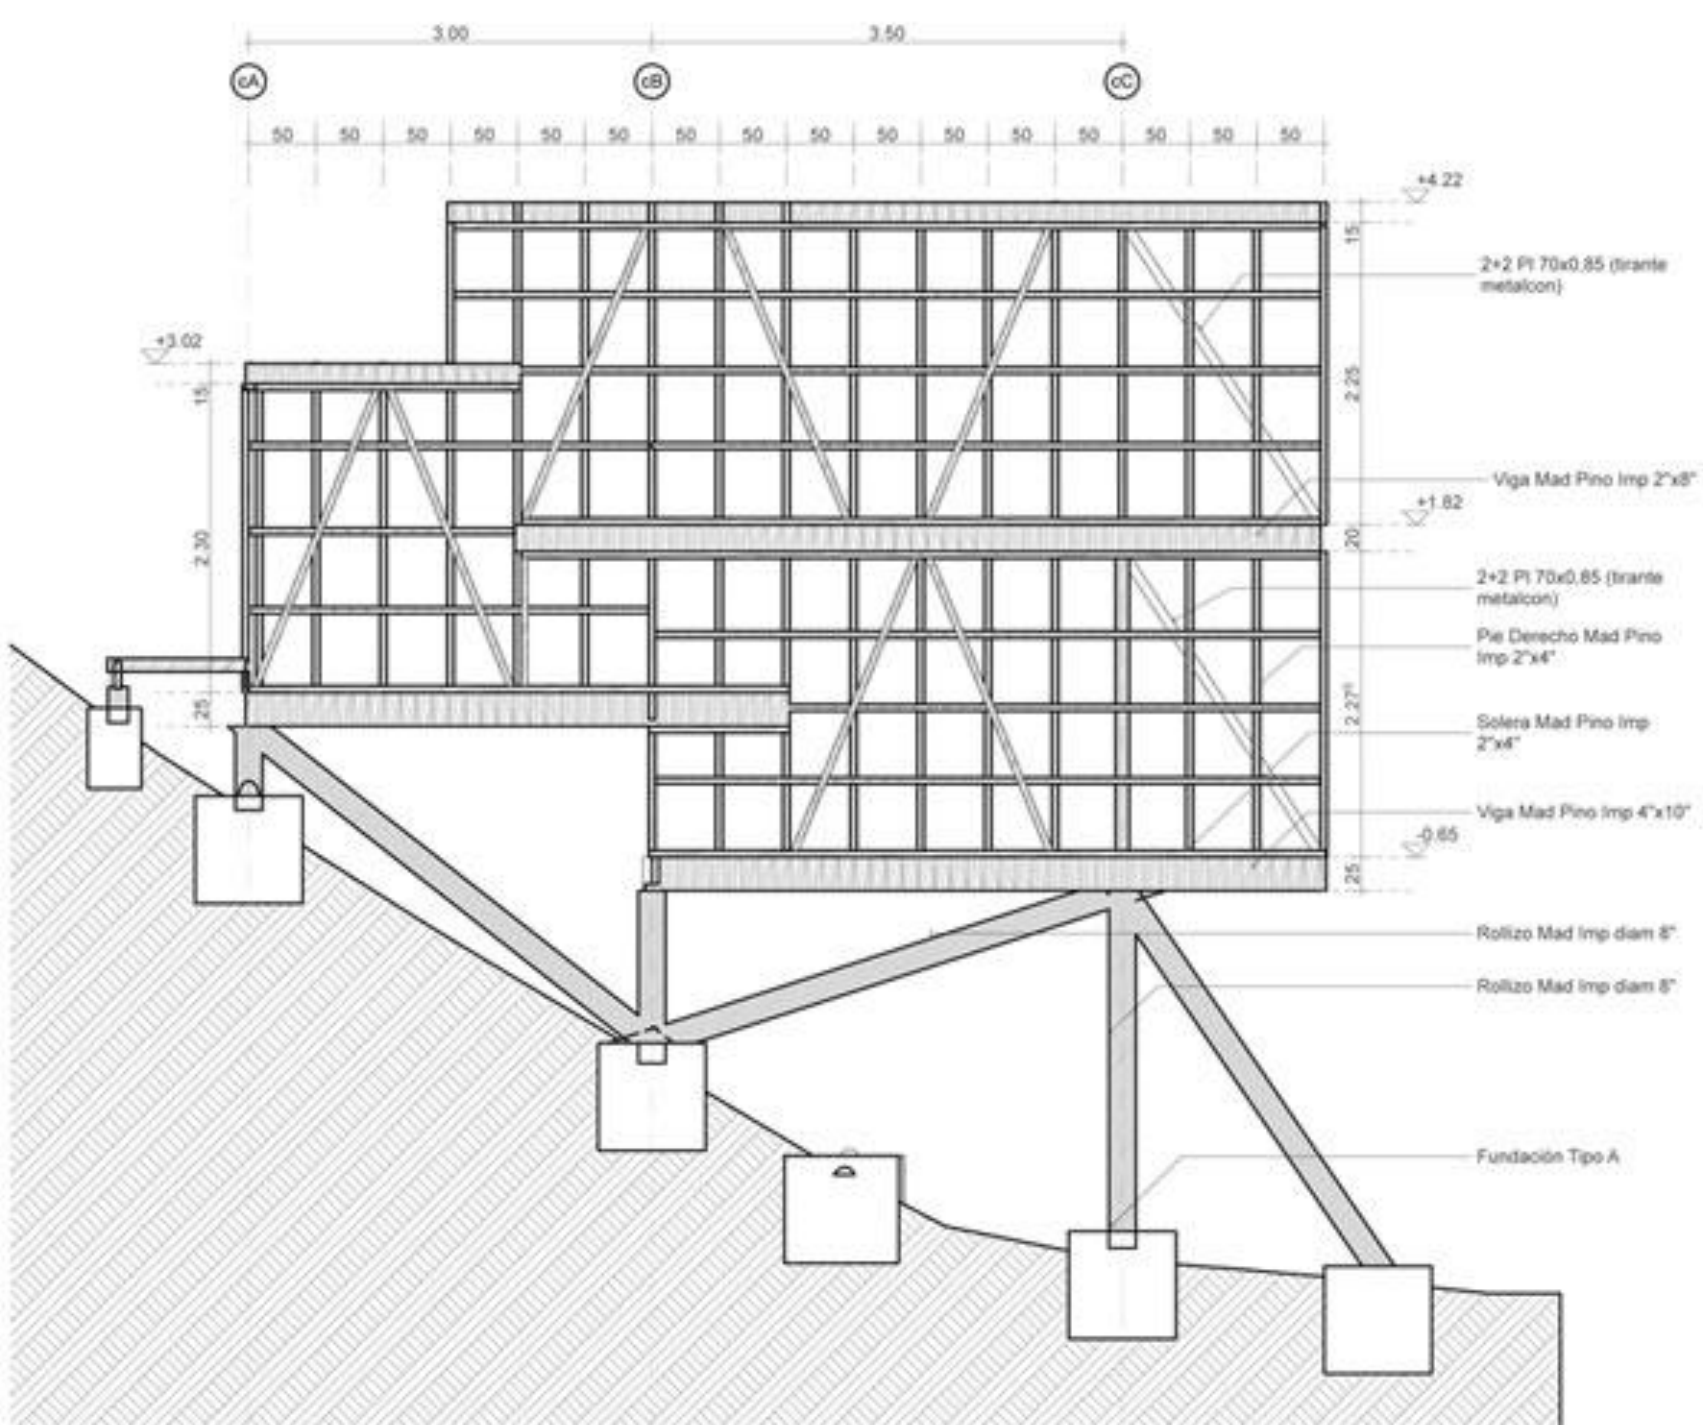 3.00
3.50
cA
cB
cC
50 50 50 50 50 50 50 50 50 50 50 50 50 50 50 50
+4.22
15
2+2 PI 70x0,85 (tirante
metalcon)
+3.02
15
2.25
Viga Mad Pino Imp 2"x8"
+1.82
20
2.30
2+2 PI 70x0,85 (tirante
metalcon)
Pie Derecho Mad Pino
Imp 2"x4"
25
2.27⁵
Solera Mad Pino Imp
2"x4"
Viga Mad Pino Imp 4"x10"
-0.65
25
Rollizo Mad Imp diam 8"
Rollizo Mad Imp diam 8"
Fundación Tipo A